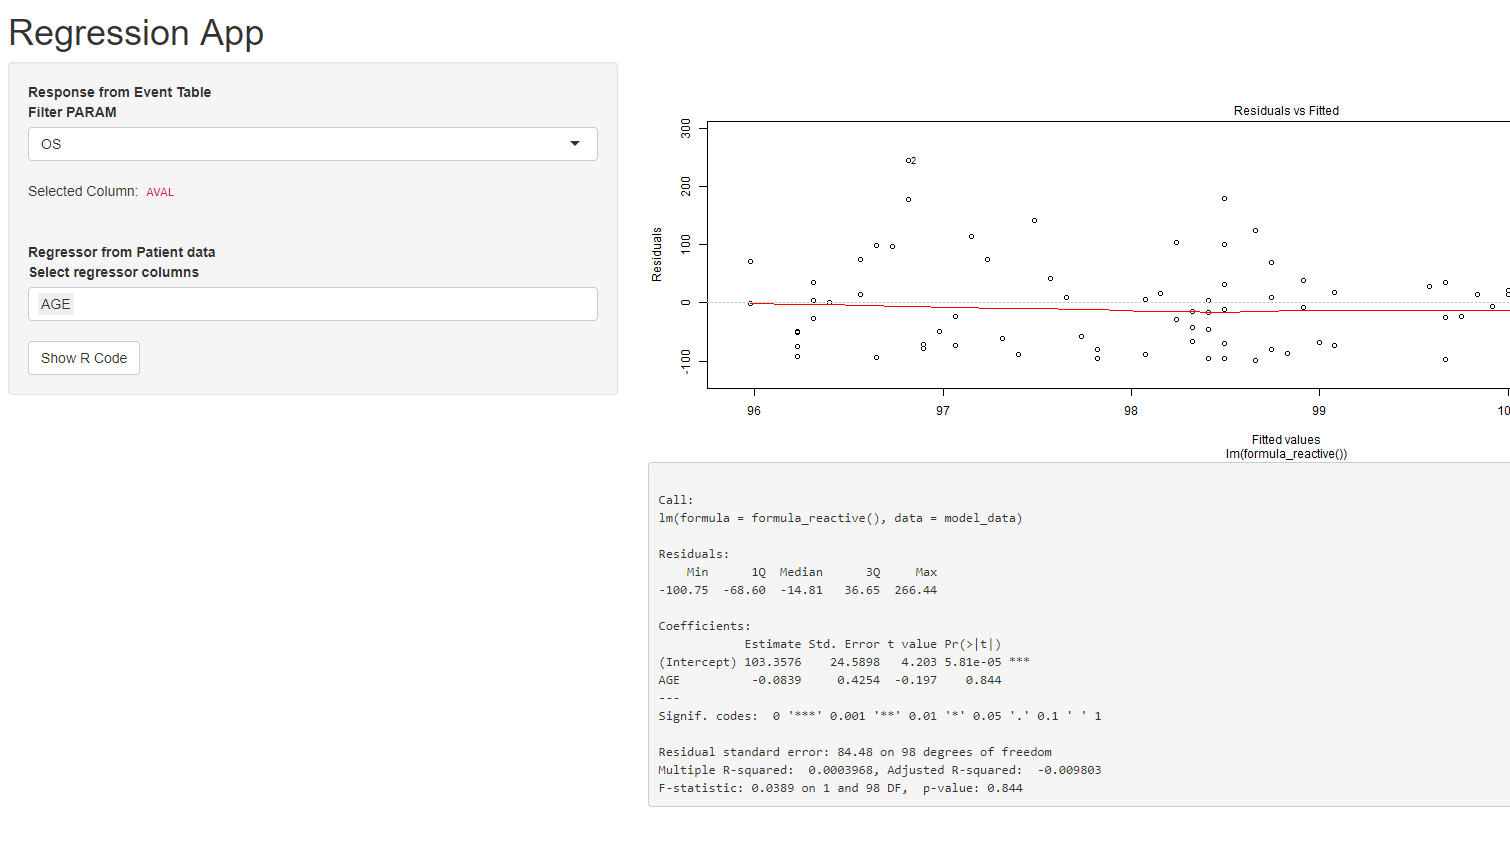 Regression App
Response from Event Table
Filter PARAM
OS
Selected Column: AVAL
Regressor from Patient data
Select regressor columns
AGE
Show R Code
Residuals vs Fitted
Residuals
300
200
100
0
-100
2
96 97 98 99 10
Fitted values
lm(formula_reactive())
Call:
lm(formula = formula_reactive(), data = model_data)
Residuals:
Min 1Q Median 3Q Max
-100.75 -68.60 -14.81 36.65 266.44
Coefficients:
Estimate Std. Error t value Pr(>|t|)
(Intercept) 103.3576 24.5898 4.203 5.81e-05 ***
AGE -0.0839 0.4254 -0.197 0.844
---
Signif. codes: 0 '***' 0.001 '**' 0.01 '*' 0.05 '.' 0.1 ' ' 1
Residual standard error: 84.48 on 98 degrees of freedom
Multiple R-squared: 0.0003968, Adjusted R-squared: -0.009803
F-statistic: 0.0389 on 1 and 98 DF, p-value: 0.844